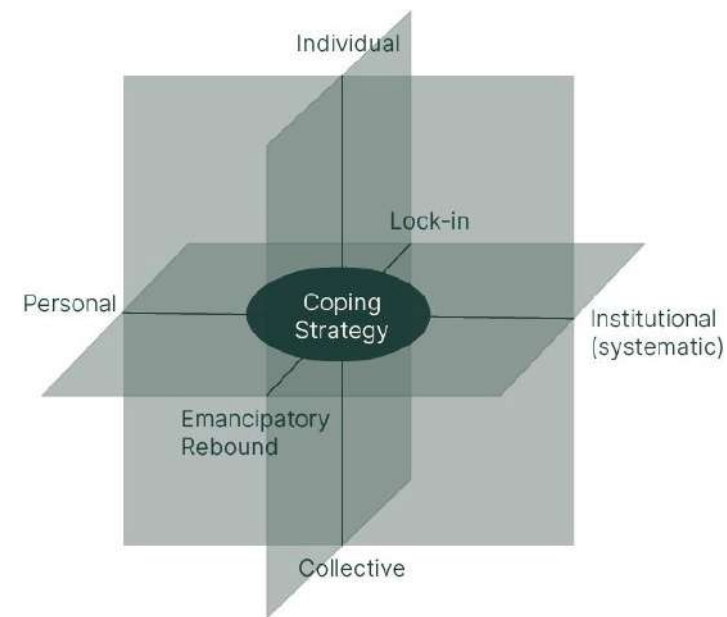 Individual
Lock-in
Personal
Coping
Strategy
Institutional
(systematic)
Emancipatory
Rebound
Collective